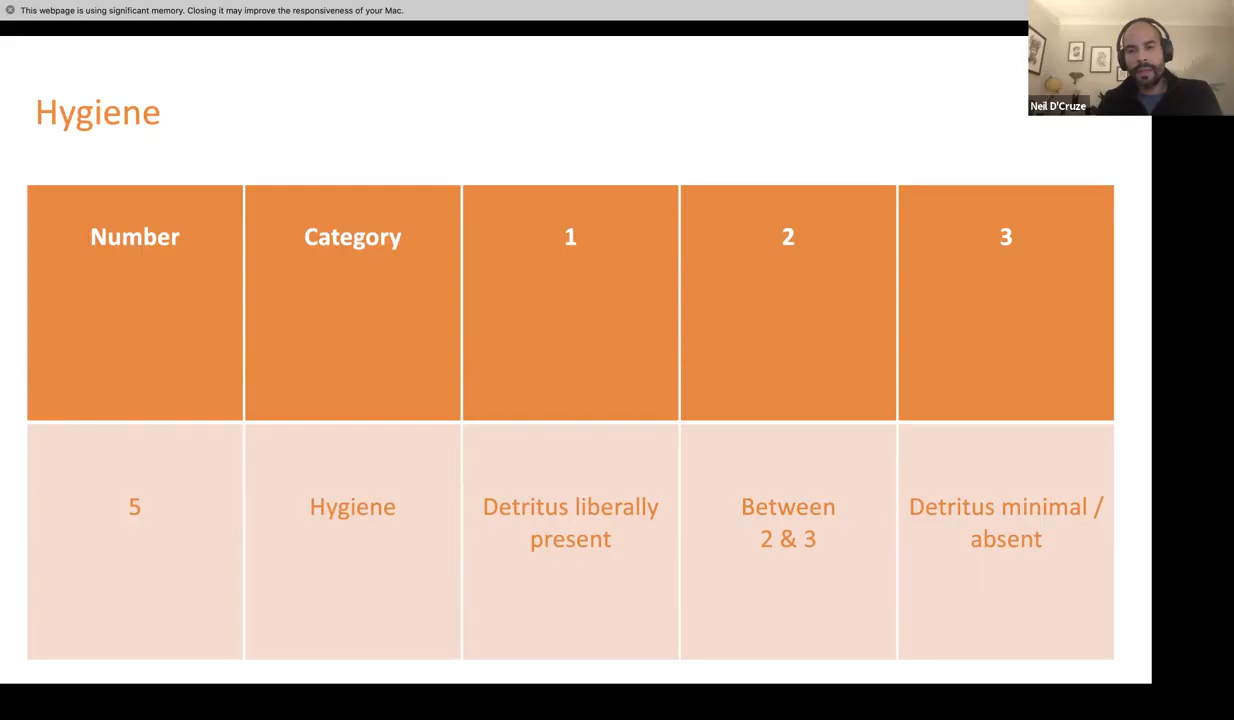 This webpage is using significant memory. Closing it may improve the responsiveness of your Mac.
Neil D'Cruze
Hygiene
Number
Category
1
2
3
5
Hygiene
Detritus liberally
present
Between
2 & 3
Detritus minimal /
absent